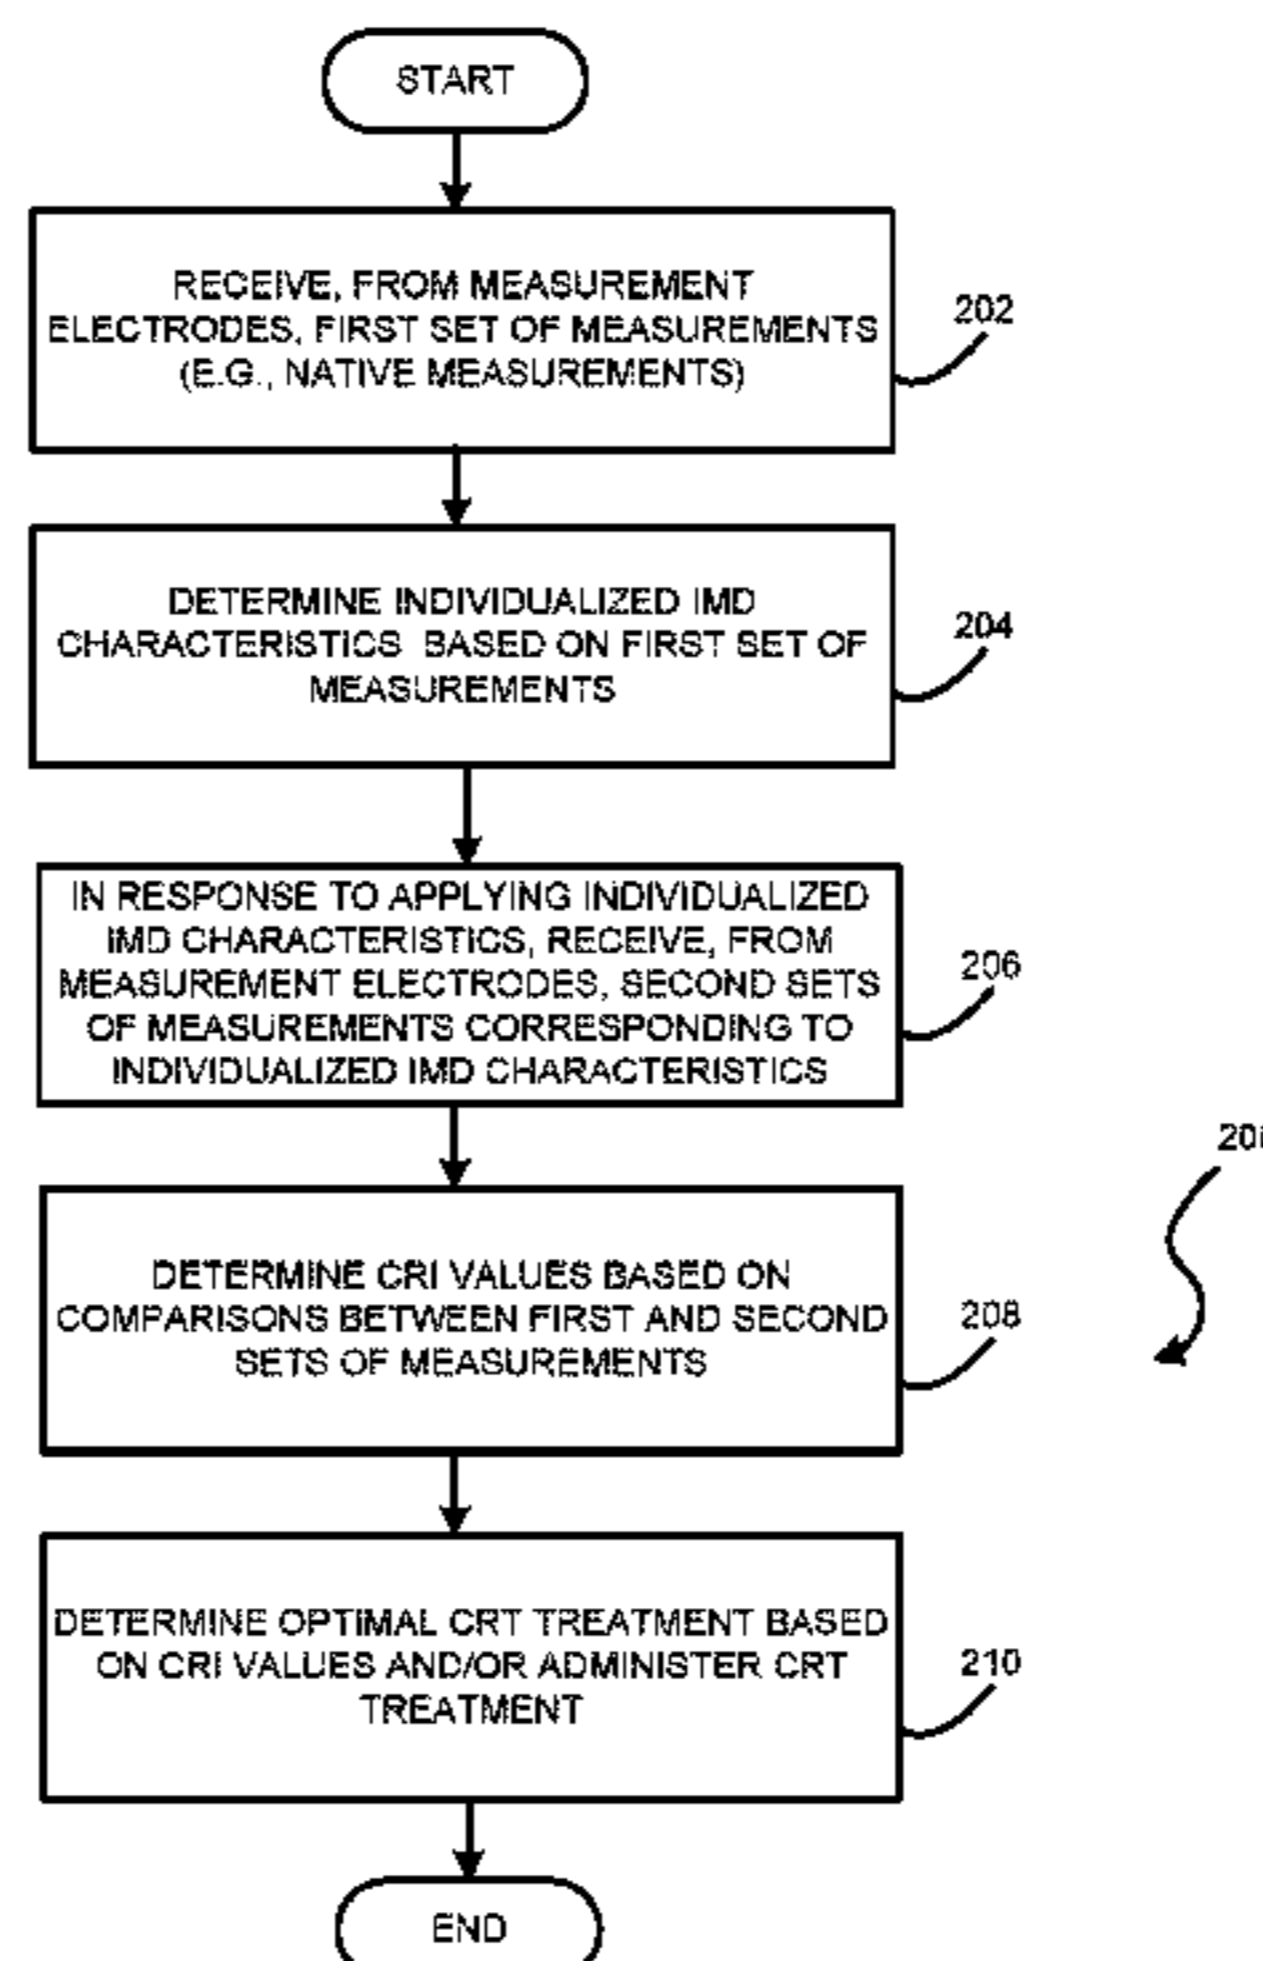 START
RECEIVE, FROM MEASUREMENT
ELECTRODES, FIRST SET OF MEASUREMENTS
(E.G., NATIVE MEASUREMENTS)
202
DETERMINE INDIVIDUALIZED IMD
CHARACTERISTICS BASED ON FIRST SET OF
MEASUREMENTS
204
IN RESPONSE TO APPLYING INDIVIDUALIZED
IMD CHARACTERISTICS, RECEIVE, FROM
MEASUREMENT ELECTRODES, SECOND SETS
OF MEASUREMENTS CORRESPONDING TO
INDIVIDUALIZED IMD CHARACTERISTICS
206
DETERMINE CRI VALUES BASED ON
COMPARISONS BETWEEN FIRST AND SECOND
SETS OF MEASUREMENTS
208
DETERMINE OPTIMAL CRT TREATMENT BASED
ON CRI VALUES AND/OR ADMINISTER CRT
TREATMENT
210
END